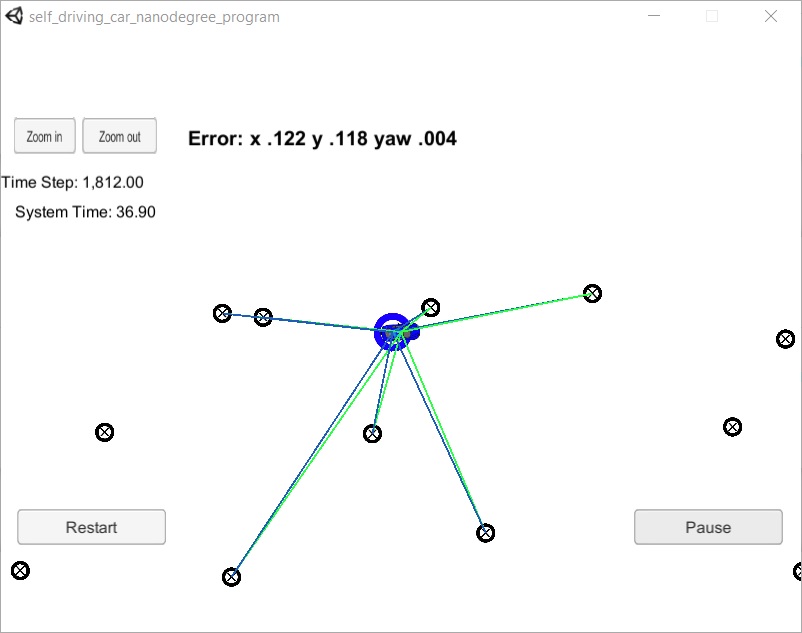 self_driving_car_nanodegree_program
Zoom in
Zoom out
Error: x .122 y .118 yaw .004
Time Step: 1,812.00
System Time: 36.90
Restart
Pause